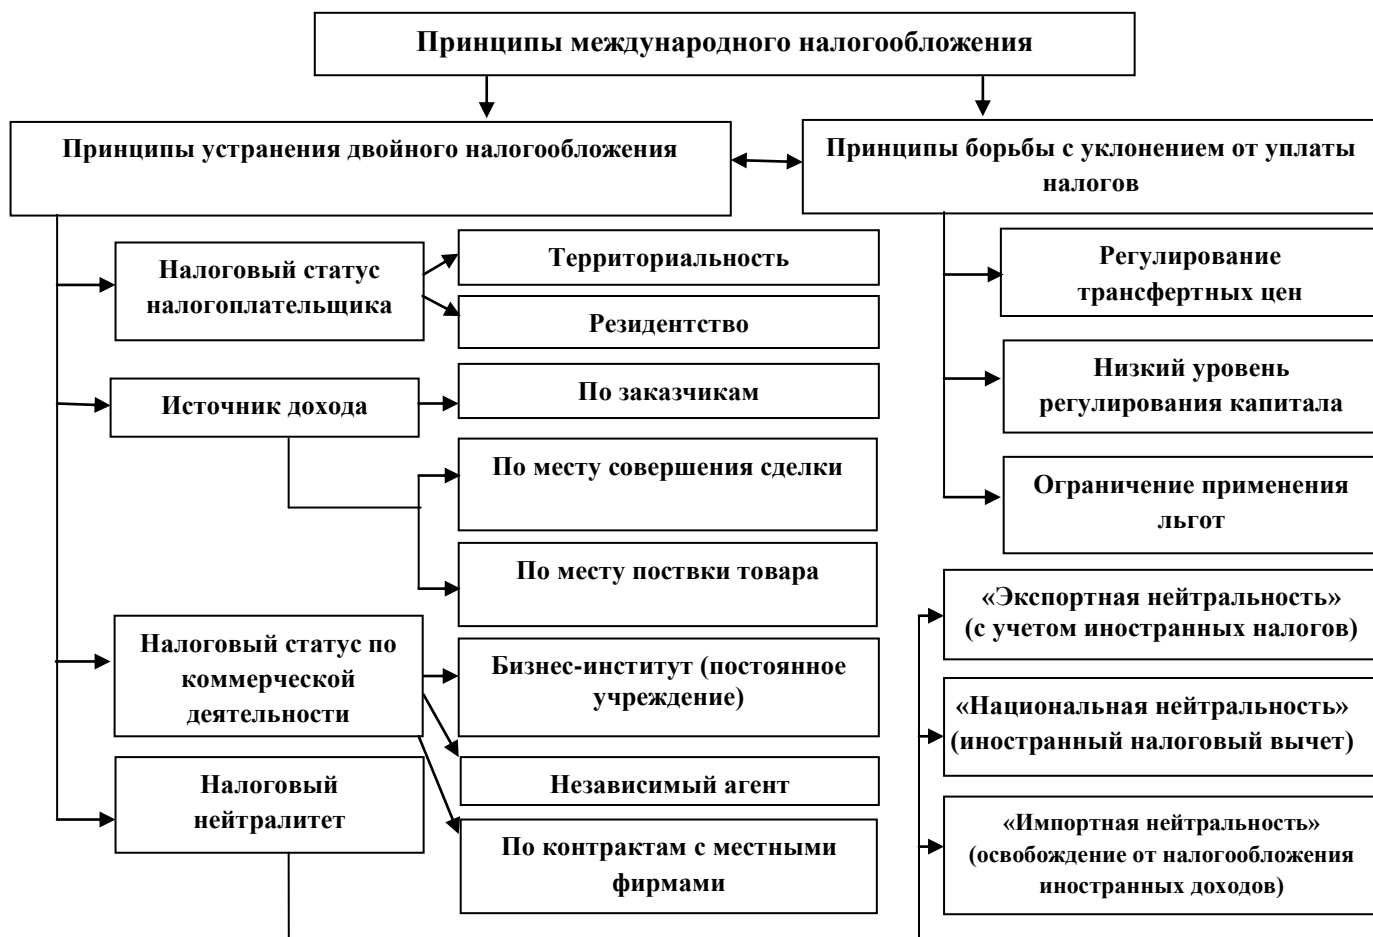 Принципы международного налогообложения
Принципы устранения двойного налогообложения
Принципы борьбы с уклонением от уплаты
налогов
Налоговый статус
налогоплательщика
Территориальность
Резидентство
Источник дохода
По заказчикам
По месту совершения сделки
По месту поствки товара
Налоговый статус по
коммерческой
деятельности
Бизнес-институт (постоянное
учреждение)
Независимый агент
По контрактам с местными
фирмами
Налоговый
нейтралитет
Регулирование
трансфертных цен
Низкий уровень
регулирования капитала
Ограничение применения
льгот
«Экспортная нейтральность»
(с учетом иностранных налогов)
«Национальная нейтральность»
(иностранный налоговый вычет)
«Импортная нейтральность»
(освобождение от налогообложения
иностранных доходов)